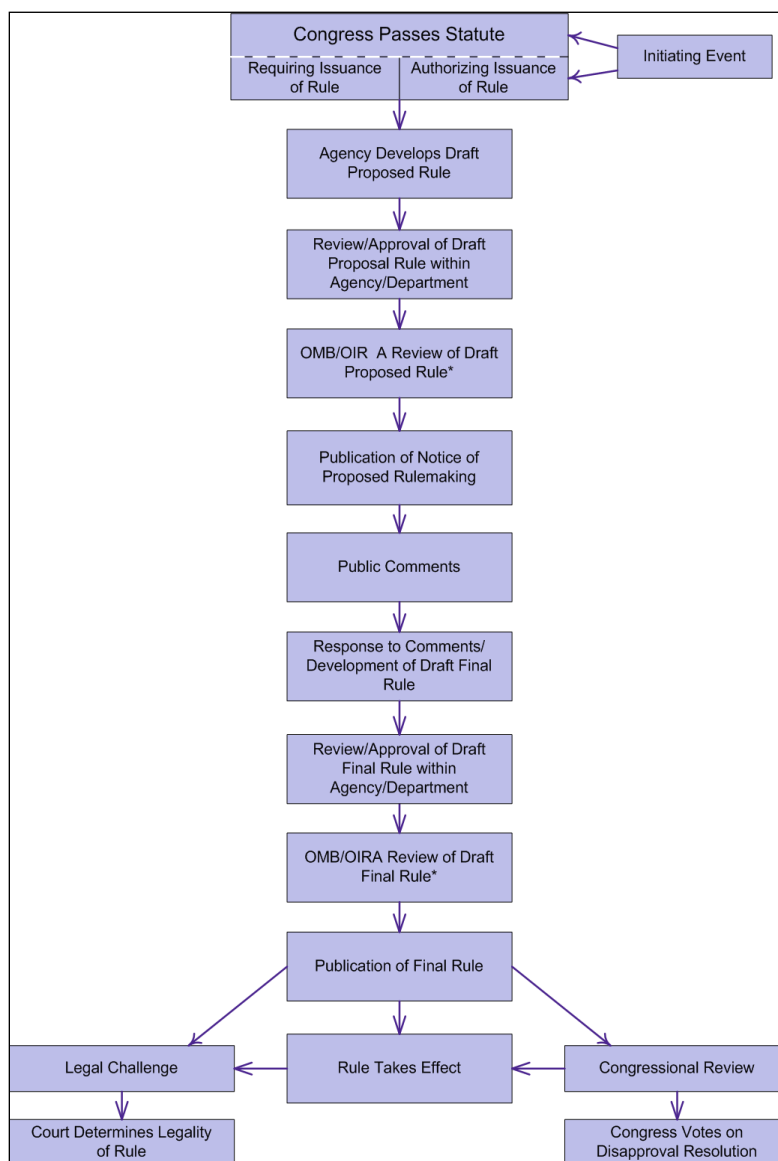 Congress Passes Statute
Initiating Event
Requiring Issuance
of Rule
Authorizing Issuance
of Rule
Agency Develops Draft
Proposed Rule
Review/Approval of Draft
Proposal Rule within
Agency/Department
OMB/OIR  A Review of Draft
Proposed Rule*
Publication of Notice of
Proposed Rulemaking
Public Comments
Response to Comments/
Development of Draft Final
Rule
Review/Approval of Draft
Final Rule within
Agency/Department
OMB/OIRA Review of Draft
Final Rule*
Publication of Final Rule
Legal Challenge
Rule Takes Effect
Congressional Review
Court Determines Legality
of Rule
Congress Votes on
Disapproval Resolution